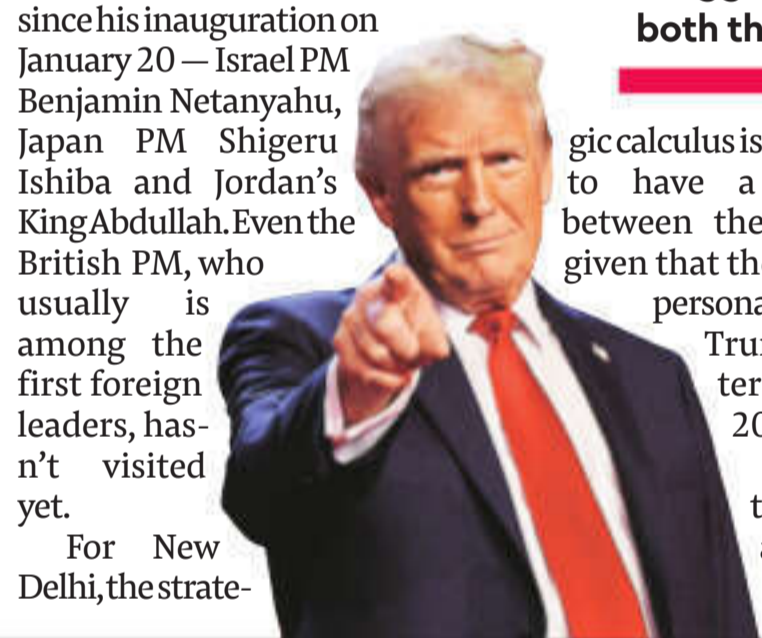 since his inauguration on
January 20 — Israel PM
Benjamin Netanyahu,
Japan PM Shigeru
Ishiba and Jordan's
King Abdullah. Even the
British PM, who
usually is
among the
first foreign
leaders, has-
n't visited
yet.
For New
Delhi, the strate-
both th
gic calculus is
to have a
between the
given that th
persona
Tru
ter
20
t